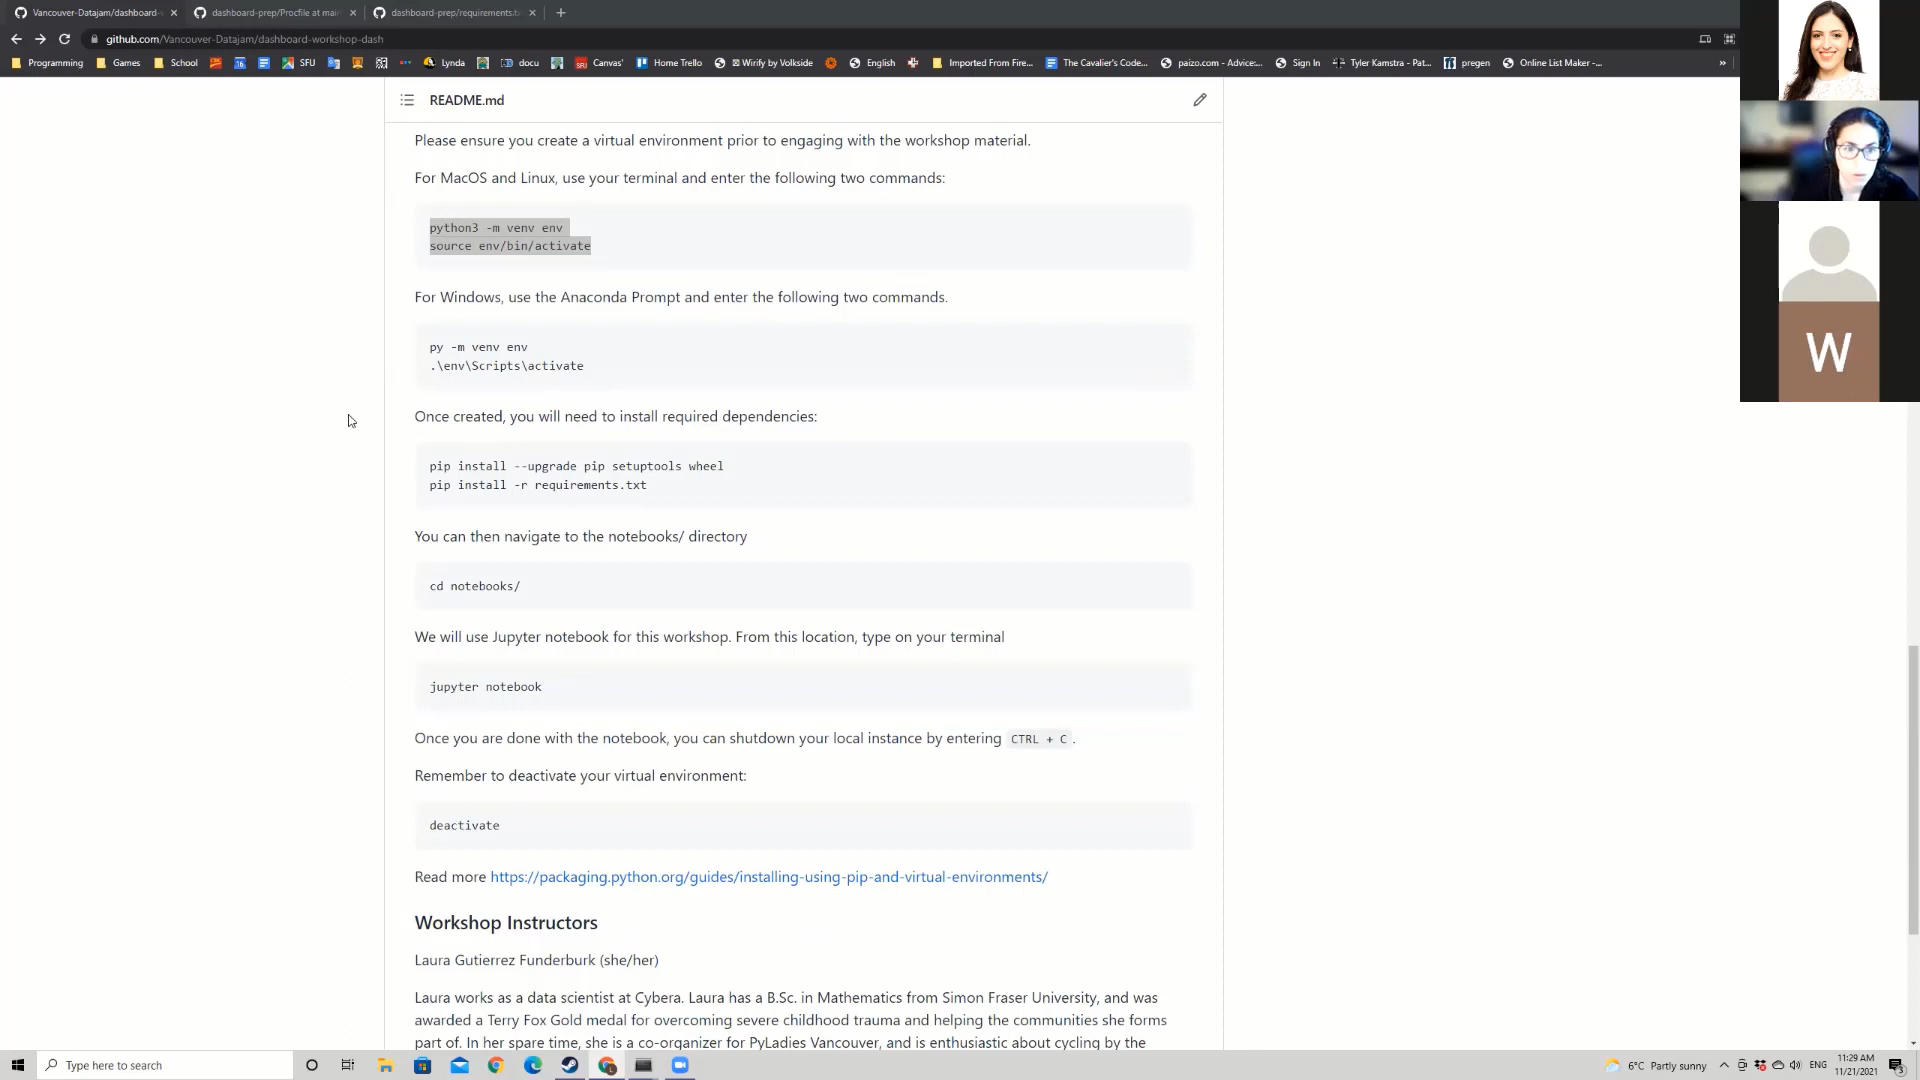 Vancouver-Datajam/dashboard-
dashboard-prep/Procfile at mai
dashboard-prep/requirements.t
github.com/Vancouver-Datajam/dashboard-workshop-dash
Programming
Games
School
SFU
Lynda
docu
Canvas'
Home Trello
Wirify by Volkside
English
Imported From Fire...
The Cavalier's Code...
paizo.com - Advice:...
Sign In
Tyler Kamstra - Pat...
pregen
Online List Maker -...
README.md
Please ensure you create a virtual environment prior to engaging with the workshop material.
For MacOS and Linux, use your terminal and enter the following two commands:
python3 -m venv env
source env/bin/activate
For Windows, use the Anaconda Prompt and enter the following two commands.
py -m venv env
.\env\Scripts\activate
Once created, you will need to install required dependencies:
pip install --upgrade pip setuptools wheel
pip install -r requirements.txt
You can then navigate to the notebooks/ directory
cd notebooks/
We will use Jupyter notebook for this workshop. From this location, type on your terminal
jupyter notebook
Once you are done with the notebook, you can shutdown your local instance by entering CTRL + C .
Remember to deactivate your virtual environment:
deactivate
Read more https://packaging.python.org/guides/installing-using-pip-and-virtual-environments/
Workshop Instructors
Laura Gutierrez Funderburk (she/her)
Laura works as a data scientist at Cybera. Laura has a B.Sc. in Mathematics from Simon Fraser University, and was
awarded a Terry Fox Gold medal for overcoming severe childhood trauma and helping the communities she forms
part of. In her spare time, she is a co-organizer for PyLadies Vancouver, and is enthusiastic about cycling by the
W
Type here to search
6°C Partly sunny
ENG
11:29 AM
11/21/2021